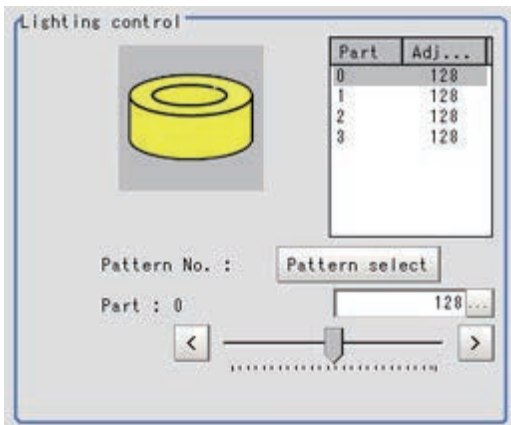 Lighting control
Part Adj...
0 128
1 128
2 128
3 128
Pattern No. : Pattern select
Part : 0 128 ...
< >